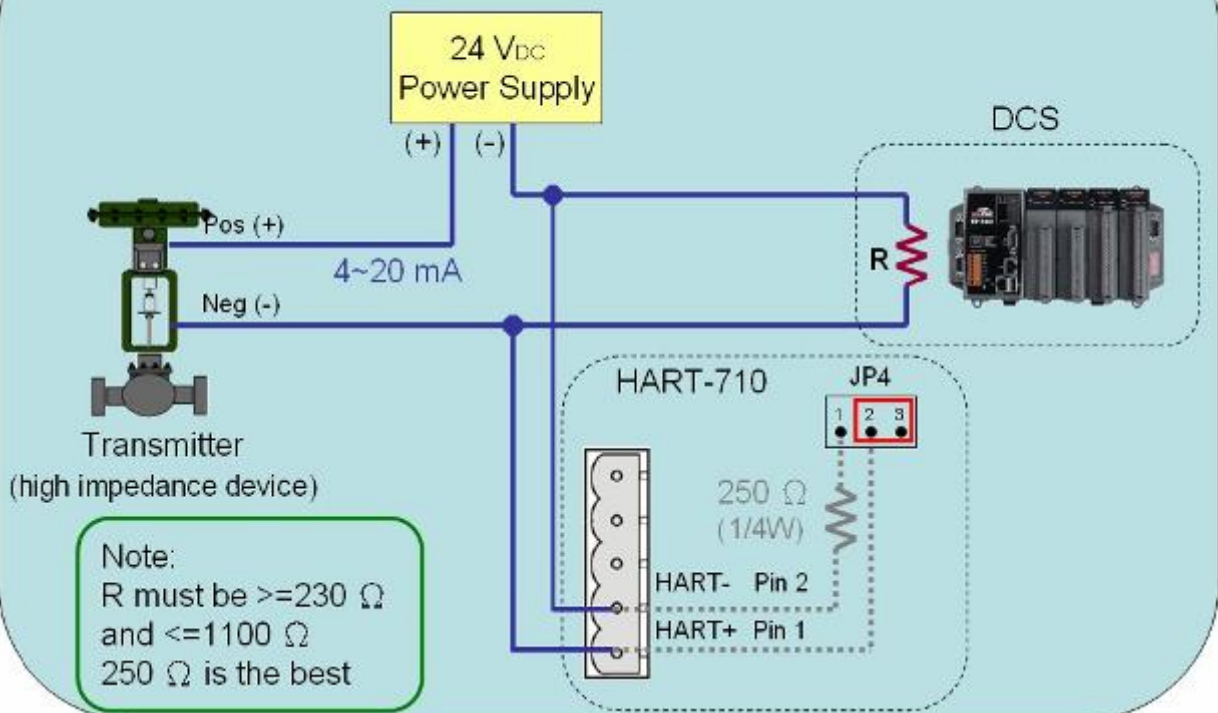 24 VDC
Power Supply
(+) (-)
DCS
Pos (+)
4~20 mA
R
Neg (-)
HART-710
JP4
1 2 3
Transmitter
(high impedance device)
250 Ω
(1/4W)
Note:
R must be >=230 Ω
and <=1100 Ω
250 Ω is the best
HART- Pin 2
HART+ Pin 1